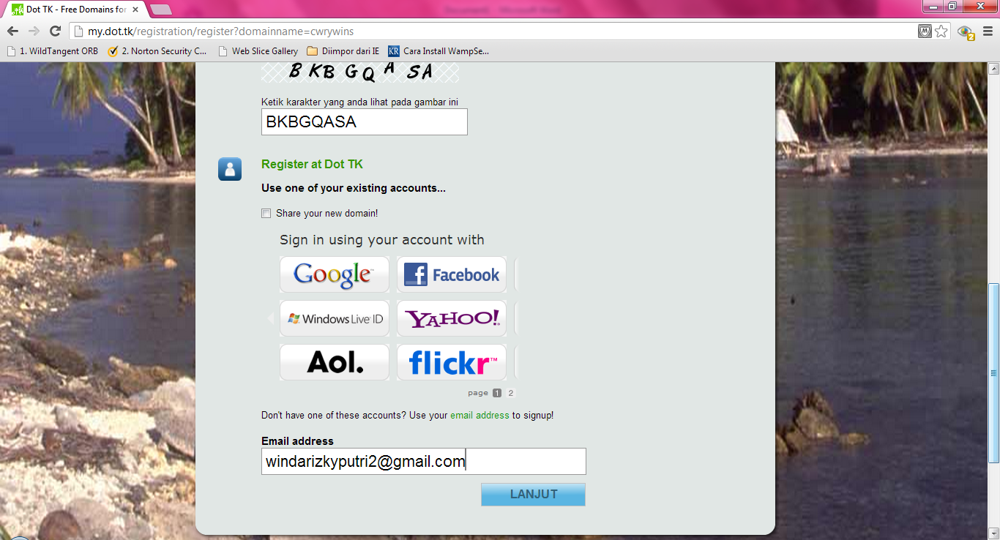 Dot TK - Free Domains for
my.dot.tk/registration/register?domainname=cwrywins
1. WildTangent ORB 2. Norton Security C... Web Slice Gallery Diimpor dari IE KR Cara Install WampSe...
B KB G Q A SA
Ketik karakter yang anda lihat pada gambar ini
BKBGQASA
Register at Dot TK
Use one of your existing accounts...
Share your new domain!
Sign in using your account with
Google Facebook
Windows Live ID YAHOO!
Aol. flickr™
page 1 2
Don't have one of these accounts? Use your email address to signup!
Email address
windarizkyputri2@gmail.com
LANJUT